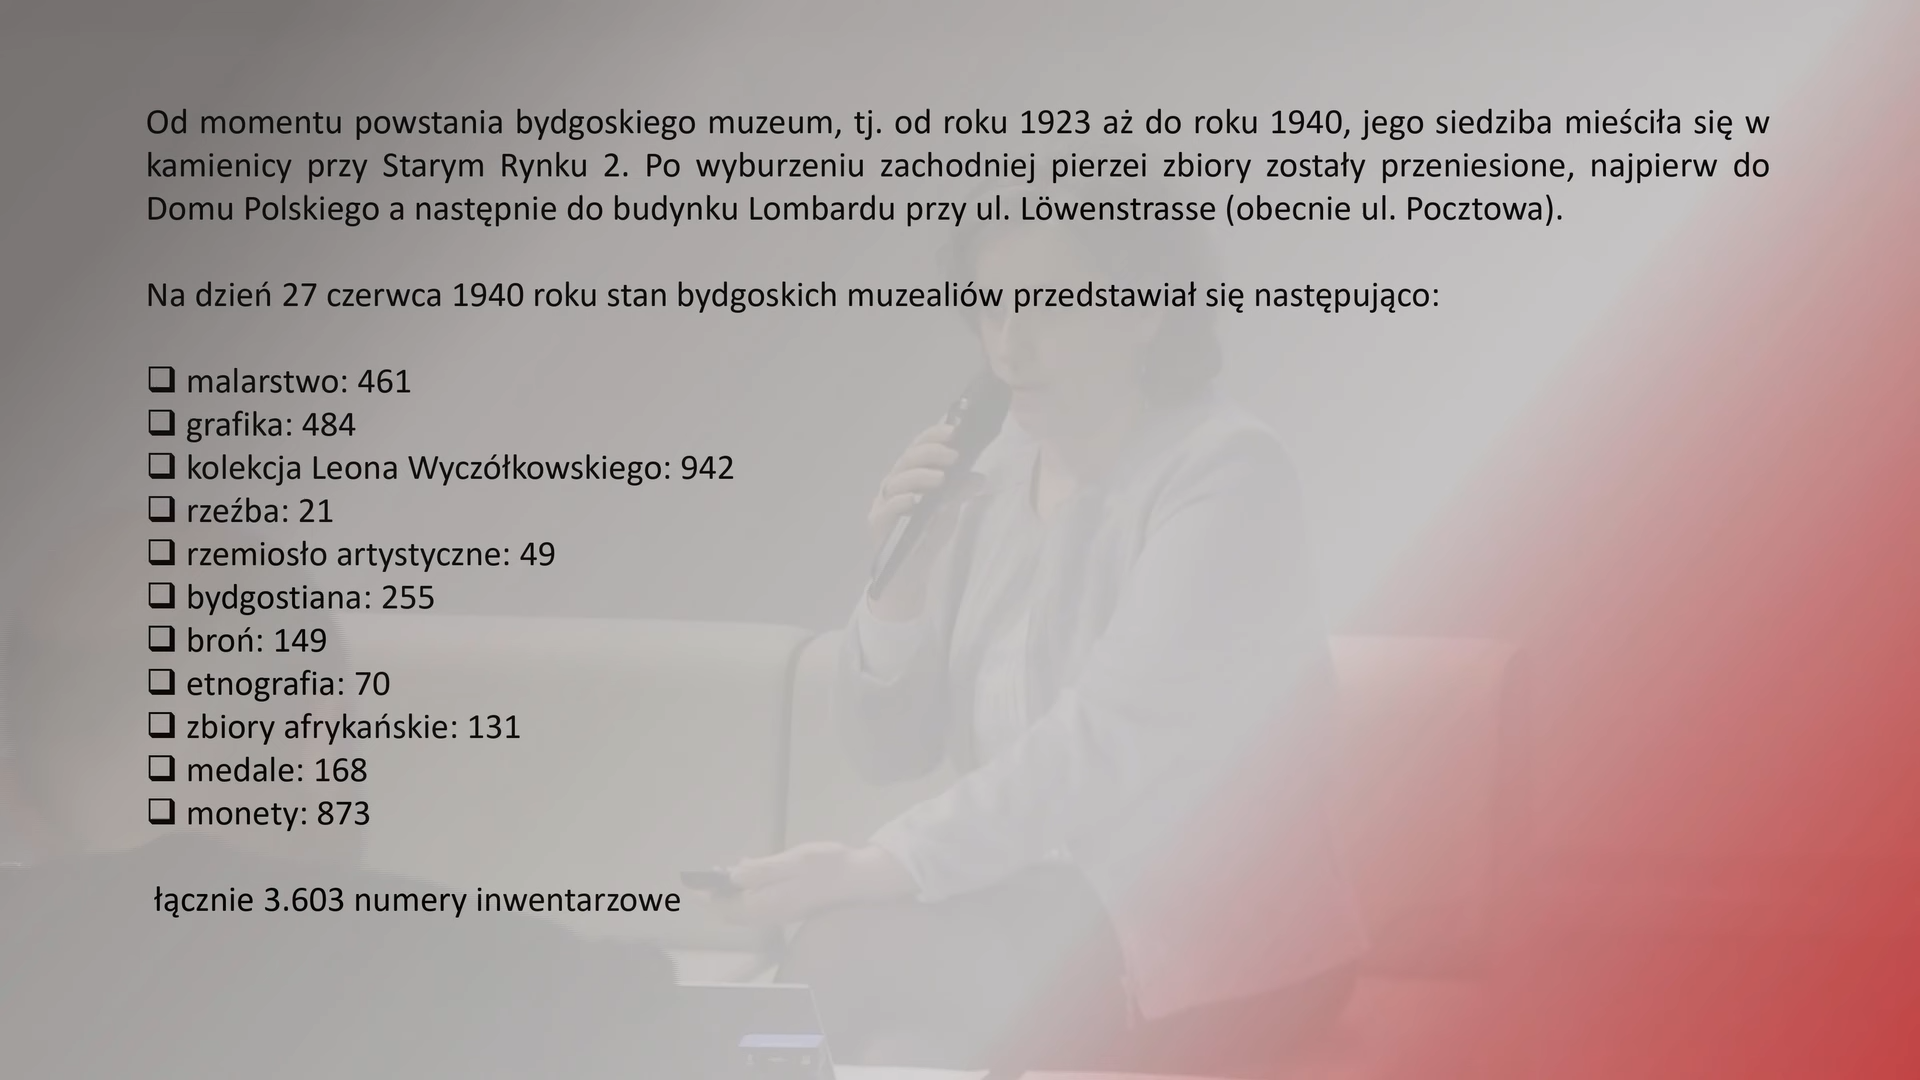 Od momentu powstania bydgoskiego muzeum, tj. od roku 1923 aż do roku 1940, jego siedziba mieściła się w
kamienicy przy Starym Rynku 2. Po wyburzeniu zachodniej pierzei zbiory zostały przeniesione, najpierw do
Domu Polskiego a następnie do budynku Lombardu przy ul. Löwenstrasse (obecnie ul. Pocztowa).
Na dzień 27 czerwca 1940 roku stan bydgoskich muzealiów przedstawiał się następująco:
❑ malarstwo: 461
❑ grafika: 484
❑ kolekcja Leona Wyczółkowskiego: 942
❑ rzeźba: 21
❑ rzemiosło artystyczne: 49
❑ bydgostiana: 255
❑ broń: 149
❑ etnografia: 70
❑ zbiory afrykańskie: 131
❑ medale: 168
❑ monety: 873
łącznie 3.603 numery inwentarzowe